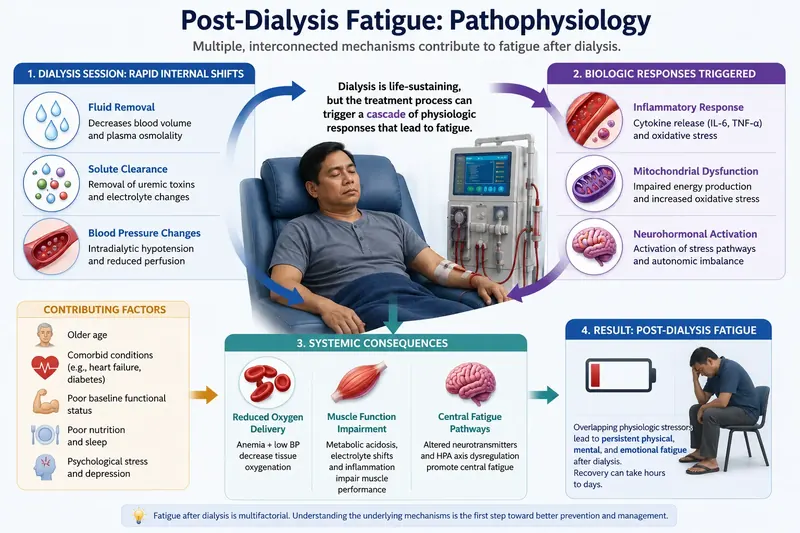 Post-Dialysis Fatigue: Pathophysiology
Multiple, interconnected mechanisms contribute to fatigue after dialysis.
1. DIALYSIS SESSION: RAPID INTERNAL SHIFTS
Fluid Removal
Decreases blood volume
and plasma osmolality
Solute Clearance
Removal of uremic toxins
and electrolyte changes
Blood Pressure Changes
Intradialytic hypotension
and reduced perfusion
Dialysis is life-sustaining,
but the treatment process can
trigger a cascade of physiologic
responses that lead to fatigue.
2. BIOLOGIC RESPONSES TRIGGERED
Inflammatory Response
Cytokine release (IL-6, TNF-α)
and oxidative stress
Mitochondrial Dysfunction
Impaired energy production
and increased oxidative stress
Neurohormonal Activation
Activation of stress pathways
and autonomic imbalance
CONTRIBUTING FACTORS
Older age
Comorbid conditions
(e.g., heart failure,
diabetes)
Poor baseline functional
status
Poor nutrition
and sleep
Psychological stress
and depression
3. SYSTEMIC CONSEQUENCES
Reduced Oxygen
Delivery
Anemia + low BP
decrease tissue
oxygenation
Muscle Function
Impairment
Metabolic acidosis,
electrolyte shifts
and inflammation
impair muscle
performance
Central Fatigue
Pathways
Altered neurotransmitters
and HPA axis dysregulation
promote central fatigue
4. RESULT: POST-DIALYSIS FATIGUE
Overlapping physiologic stressors
lead to persistent physical,
mental, and emotional fatigue
after dialysis.
Recovery can take hours
to days.
Fatigue after dialysis is multifactorial. Understanding the underlying mechanisms is the first step toward better prevention and management.